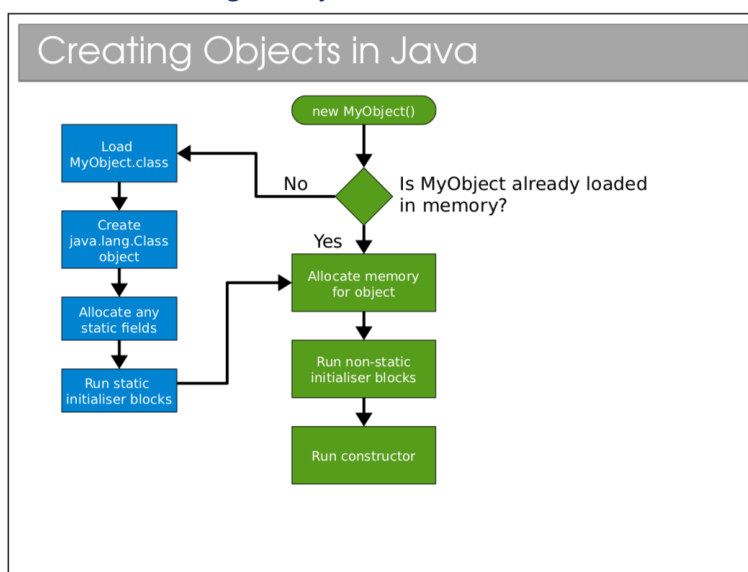 Creating Objects in Java
new MyObject()
Load
MyObject.class
No
Is MyObject already loaded
in memory?
Create
java.lang.Class
object
Yes
Allocate memory
for object
Allocate any
static fields
Run non-static
initialiser blocks
Run static
initialiser blocks
Run constructor